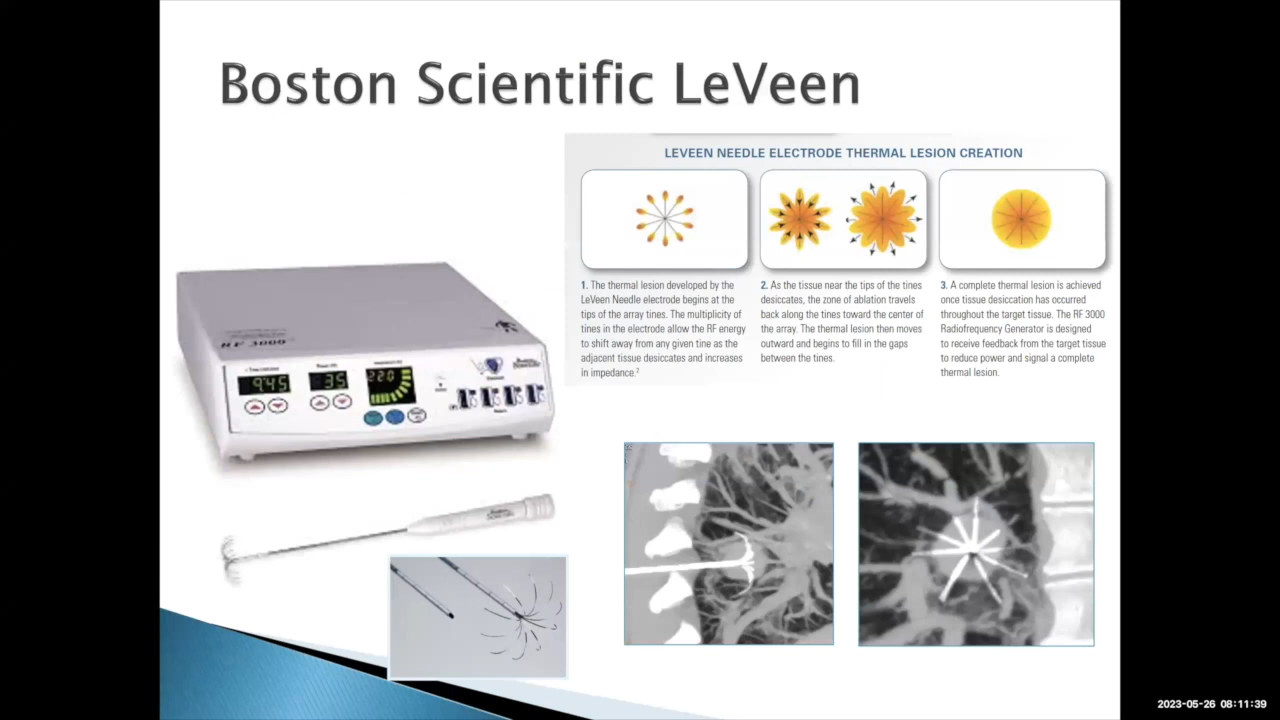 Boston Scientific LeVeen
LEVEEN NEEDLE ELECTRODE THERMAL LESION CREATION
1. The thermal lesion developed by the
LeVeen Needle electrode begins at the
tips of the array tines. The multiplicity of
tines in the electrode allow the RF energy
to shift away from any given tine as the
adjacent tissue desiccates and increases
in impedance.2
2. As the tissue near the tips of the tines
desiccates, the zone of ablation travels
back along the tines toward the center of
the array. The thermal lesion then moves
outward and begins to fill in the gaps
between the tines.
3. A complete thermal lesion is achieved
once tissue desiccation has occurred
throughout the target tissue. The RF 3000
Radiofrequency Generator is designed
to receive feedback from the target tissue
to reduce power and signal a complete
thermal lesion.
RF 3000
945
35
220
2023-05-26 08:11:39